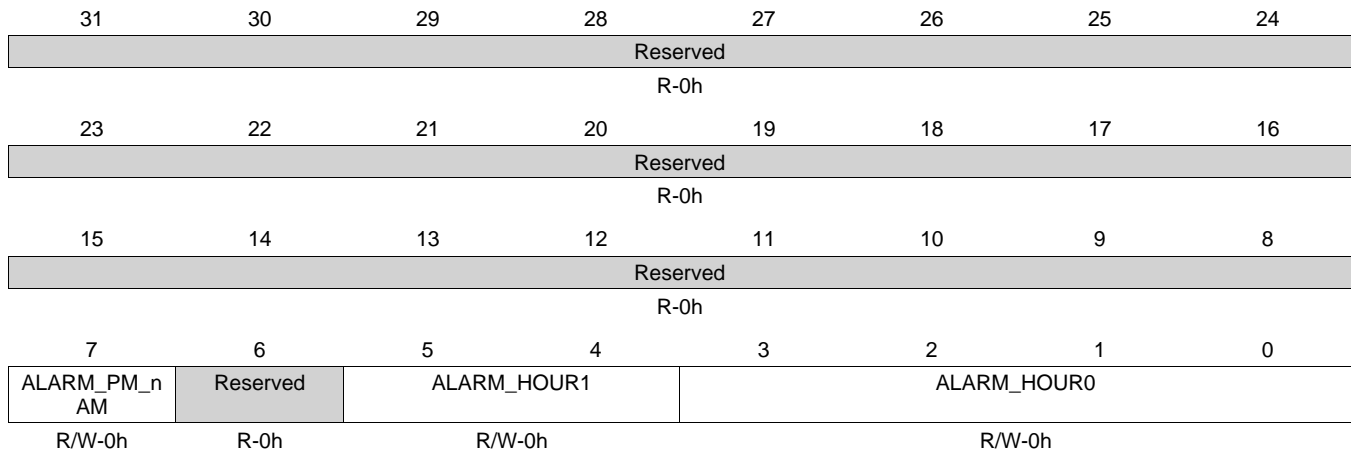 31 30 29 28 27 26 25 24
Reserved
R-0h
23 22 21 20 19 18 17 16
Reserved
R-0h
15 14 13 12 11 10 9 8
Reserved
R-0h
7 6 5 4 3 2 1 0
ALARM_PM_n Reserved ALARM_HOUR1 ALARM_HOUR0
AM
R/W-0h R-0h R/W-0h R/W-0h